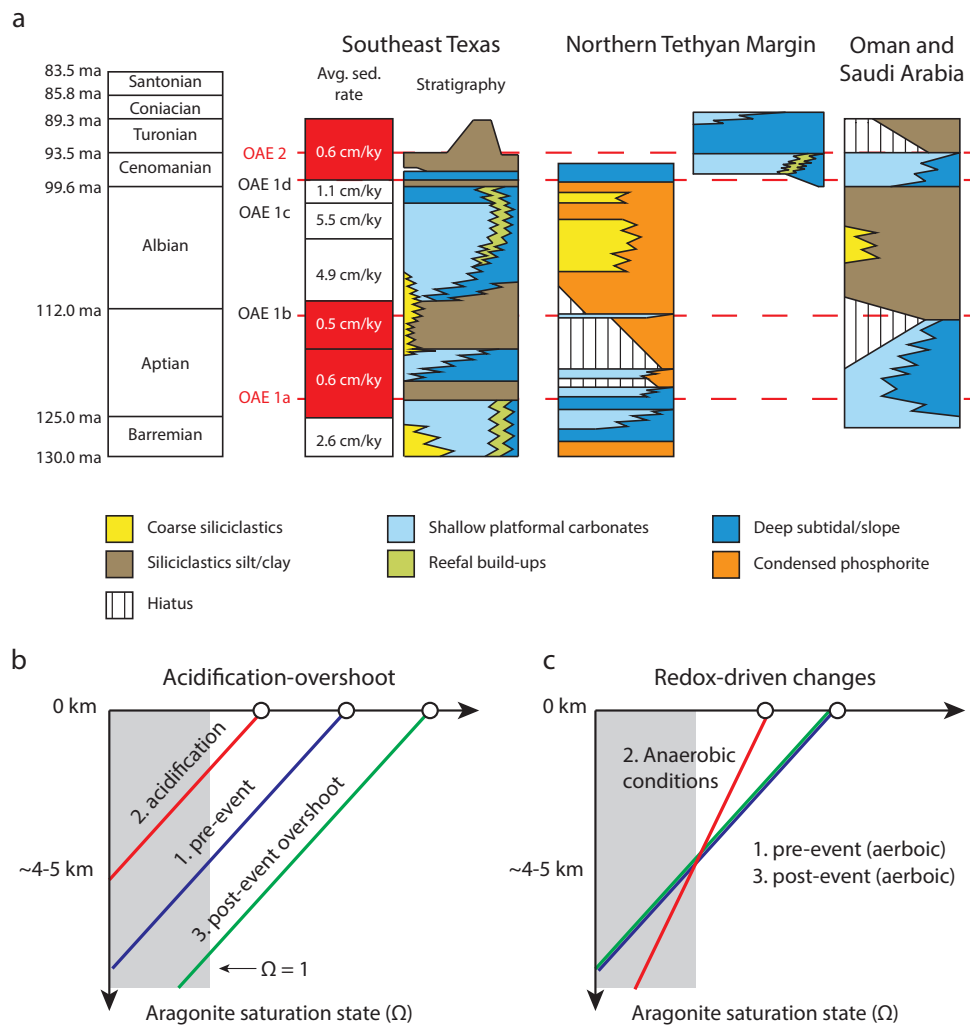 a
Southeast Texas
Northern Tethyan Margin
Oman and
Saudi Arabia
Avg. sed.
rate
Stratigraphy
83.5 ma
Santonian
85.8 ma
Coniacian
89.3 ma
Turonian
93.5 ma
Cenomanian
99.6 ma
Albian
112.0 ma
Aptian
125.0 ma
Barremian
130.0 ma
OAE 2
OAE 1d
OAE 1c
OAE 1b
OAE 1a
0.6 cm/ky
1.1 cm/ky
5.5 cm/ky
4.9 cm/ky
0.5 cm/ky
0.6 cm/ky
2.6 cm/ky
Coarse siliciclastics
Shallow platformal carbonates
Deep subtidal/slope
Siliciclastics silt/clay
Reefal build-ups
Condensed phosphorite
Hiatus
b
Acidification-overshoot
0 km
2. acidification
1. pre-event
3. post-event overshoot
~4-5 km
Ω = 1
Aragonite saturation state (Ω)
c
Redox-driven changes
0 km
2. Anaerobic
conditions
~4-5 km
1. pre-event (aerboic)
3. post-event (aerboic)
Aragonite saturation state (Ω)